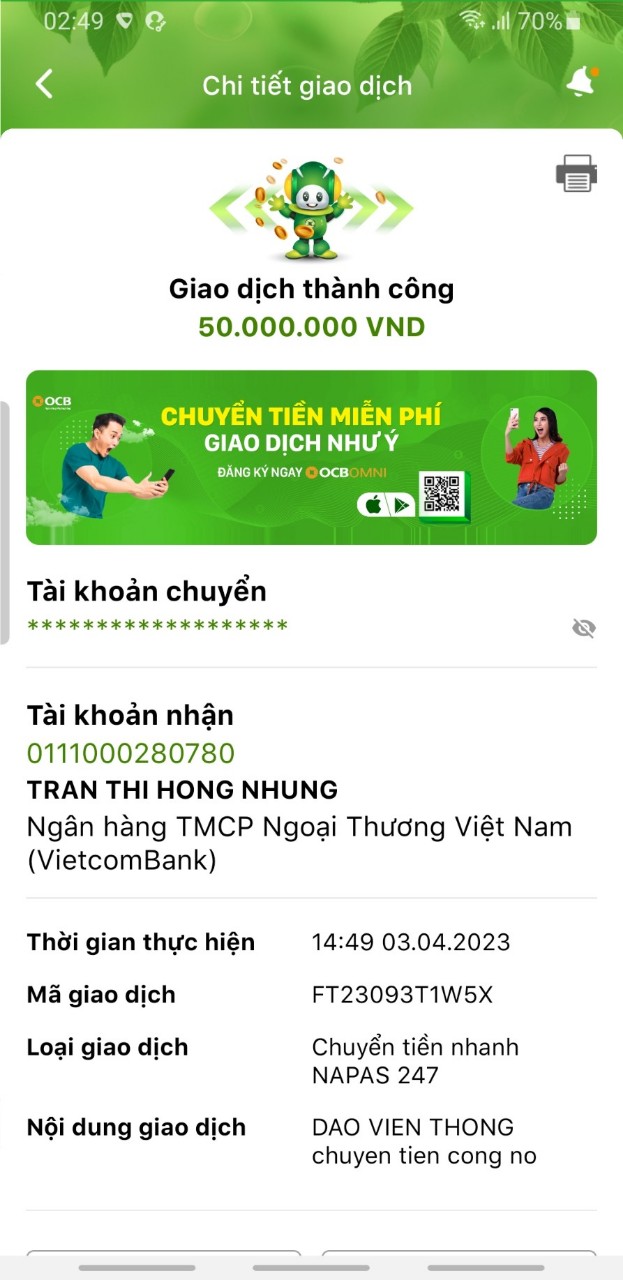 02:49
70%
Chi tiết giao dịch
Giao dịch thành công
50.000.000 VND
OCB
CHUYỂN TIỀN MIỄN PHÍ
GIAO DỊCH NHƯ Ý
ĐĂNG KÝ NGAY OCBOMNI
Tài khoản chuyển
*******************
Tài khoản nhận
0111000280780
TRAN THI HONG NHUNG
Ngân hàng TMCP Ngoại Thương Việt Nam
(VietcomBank)
Thời gian thực hiện 14:49 03.04.2023
Mã giao dịch FT23093T1W5X
Loại giao dịch Chuyển tiền nhanh
NAPAS 247
Nội dung giao dịch DAO VIEN THONG
chuyen tien cong no